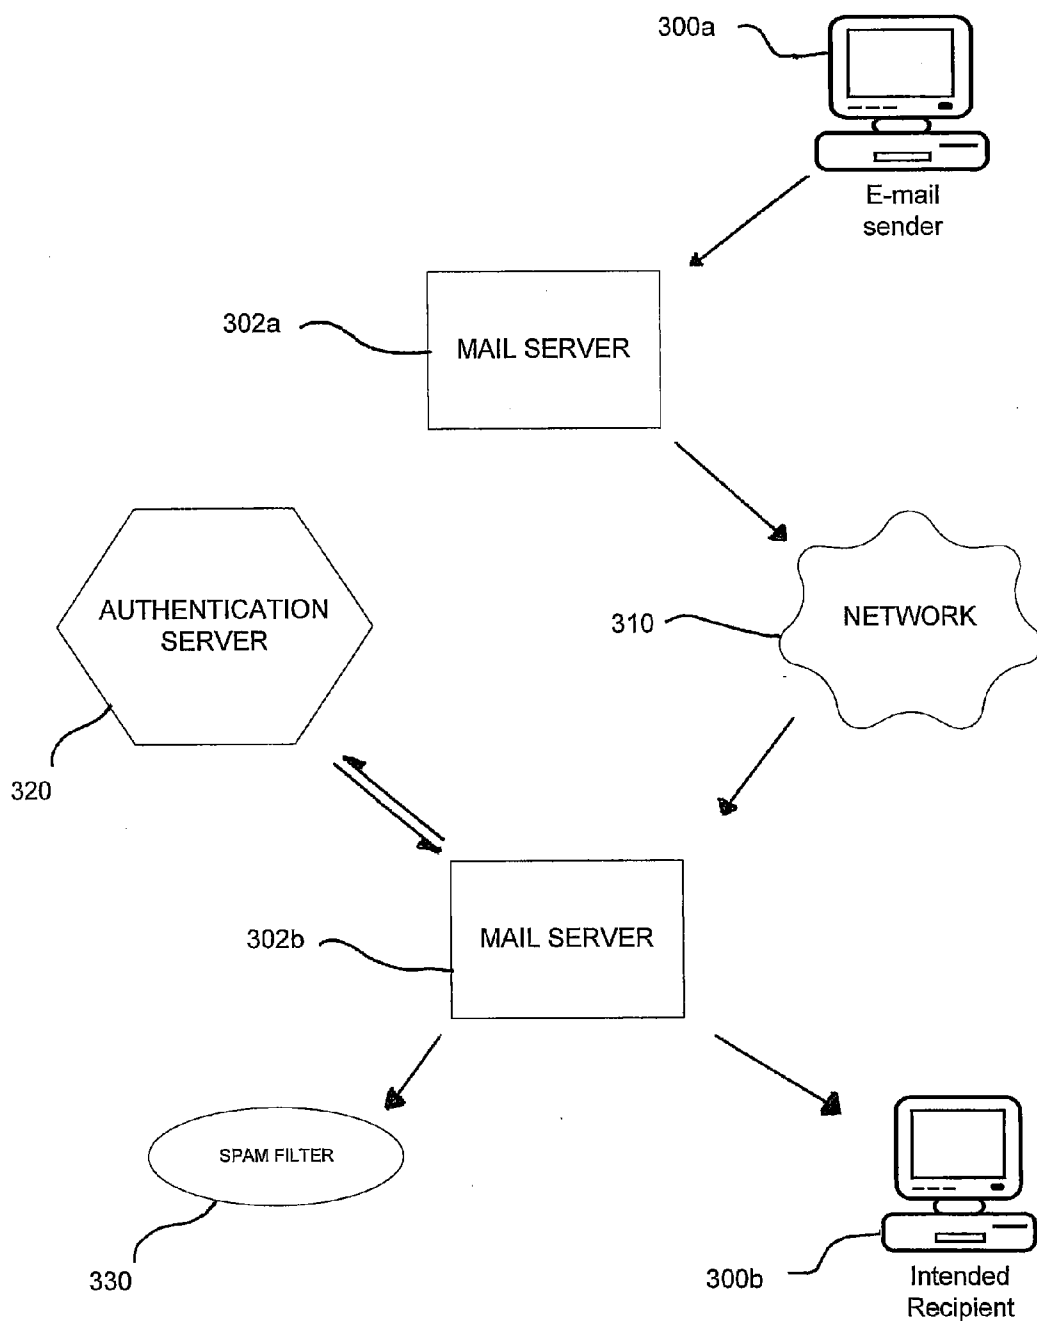 300a
E-mail
sender
302a
MAIL SERVER
AUTHENTICATION
SERVER
310
NETWORK
320
302b
MAIL SERVER
SPAM FILTER
330
300b
Intended
Recipient